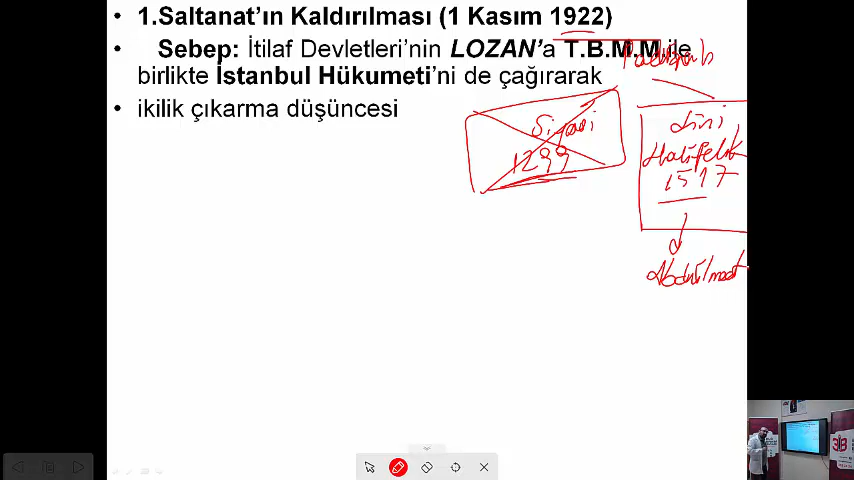 1.Saltanat’ın Kaldırılması (1 Kasım 1922)
• Sebep: İtilaf Devletleri’nin LOZAN’a T.B.M.M ile
birlikte İstanbul Hükumeti’ni de çağırarak
• ikilik çıkarma düşüncesi
Padişah
Siyasi
1299
dini
Halifelik
1517